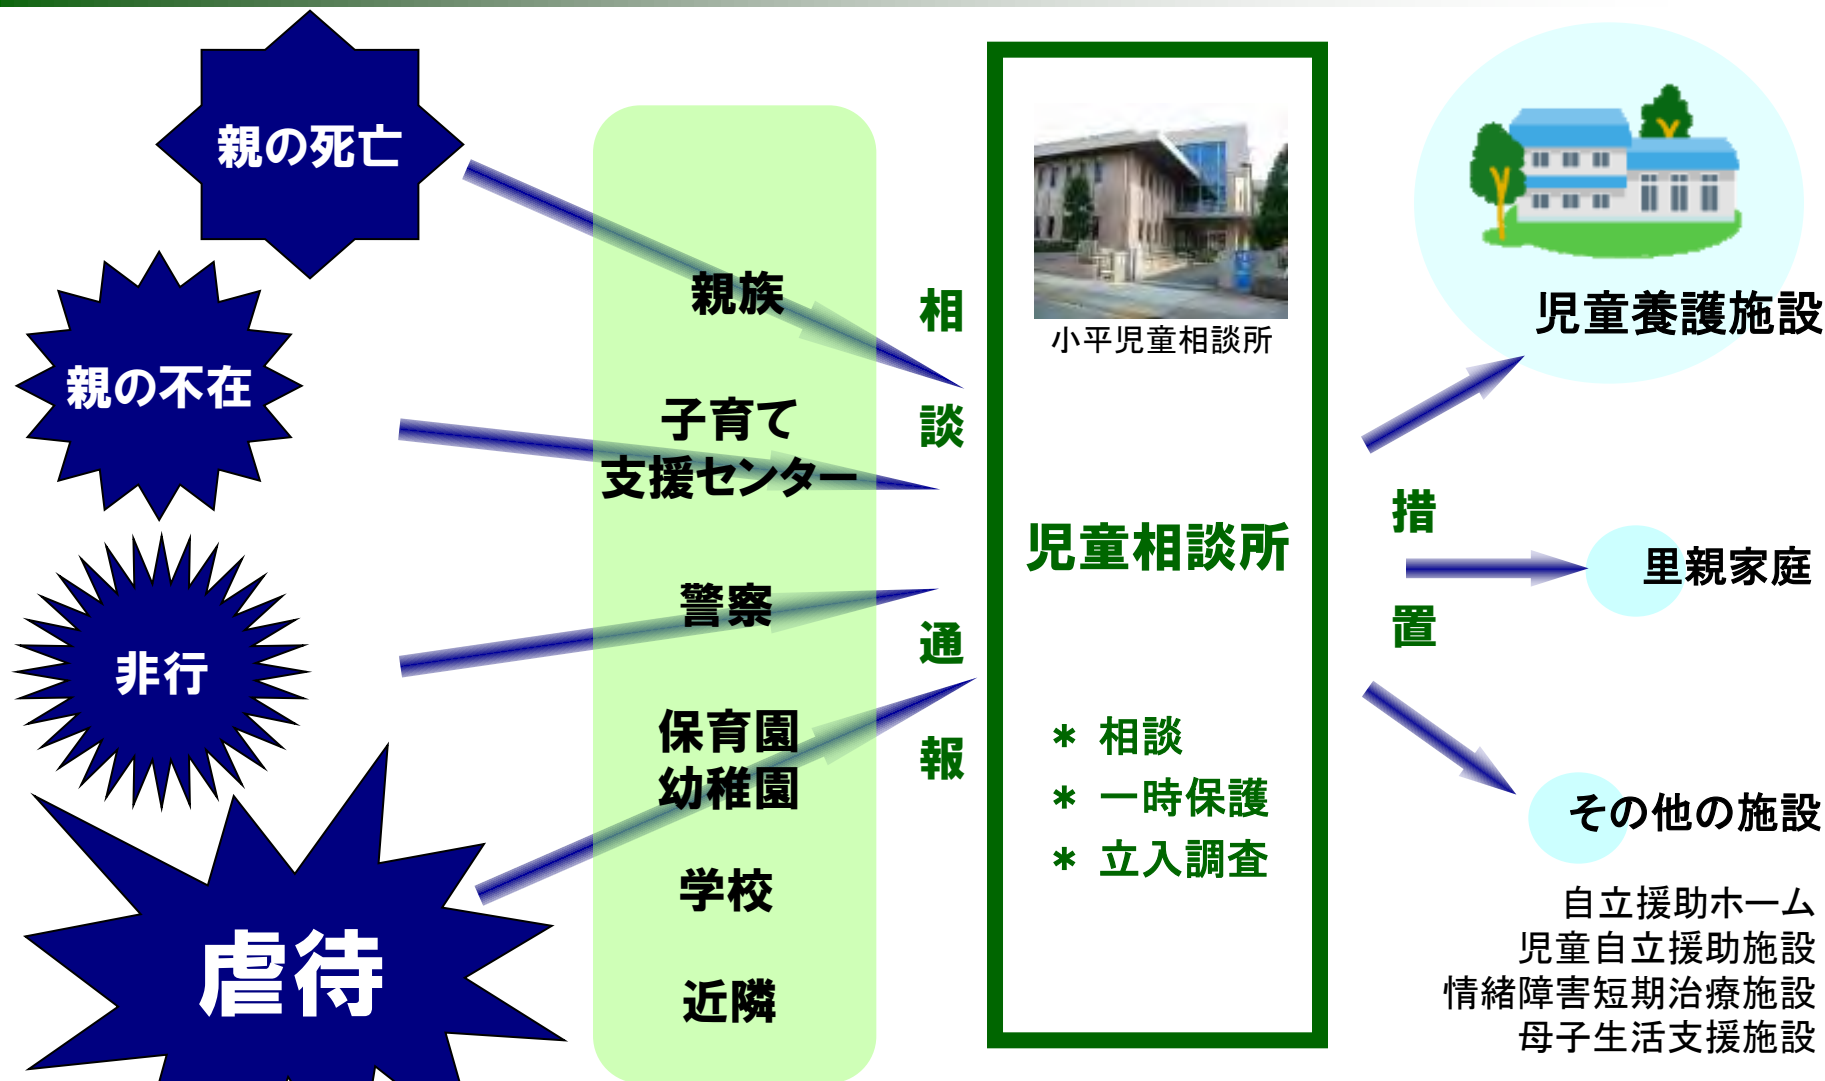 親の死亡
親の不在
非行
虐待
親族
子育て
支援センター
警察
保育園
幼稚園
学校
近隣
相
談
通
報
小平児童相談所
児童相談所
* 相談
* 一時保護
* 立入調査
措
置
児童養護施設
里親家庭
その他の施設
自立援助ホーム
児童自立援助施設
情緒障害短期治療施設
母子生活支援施設